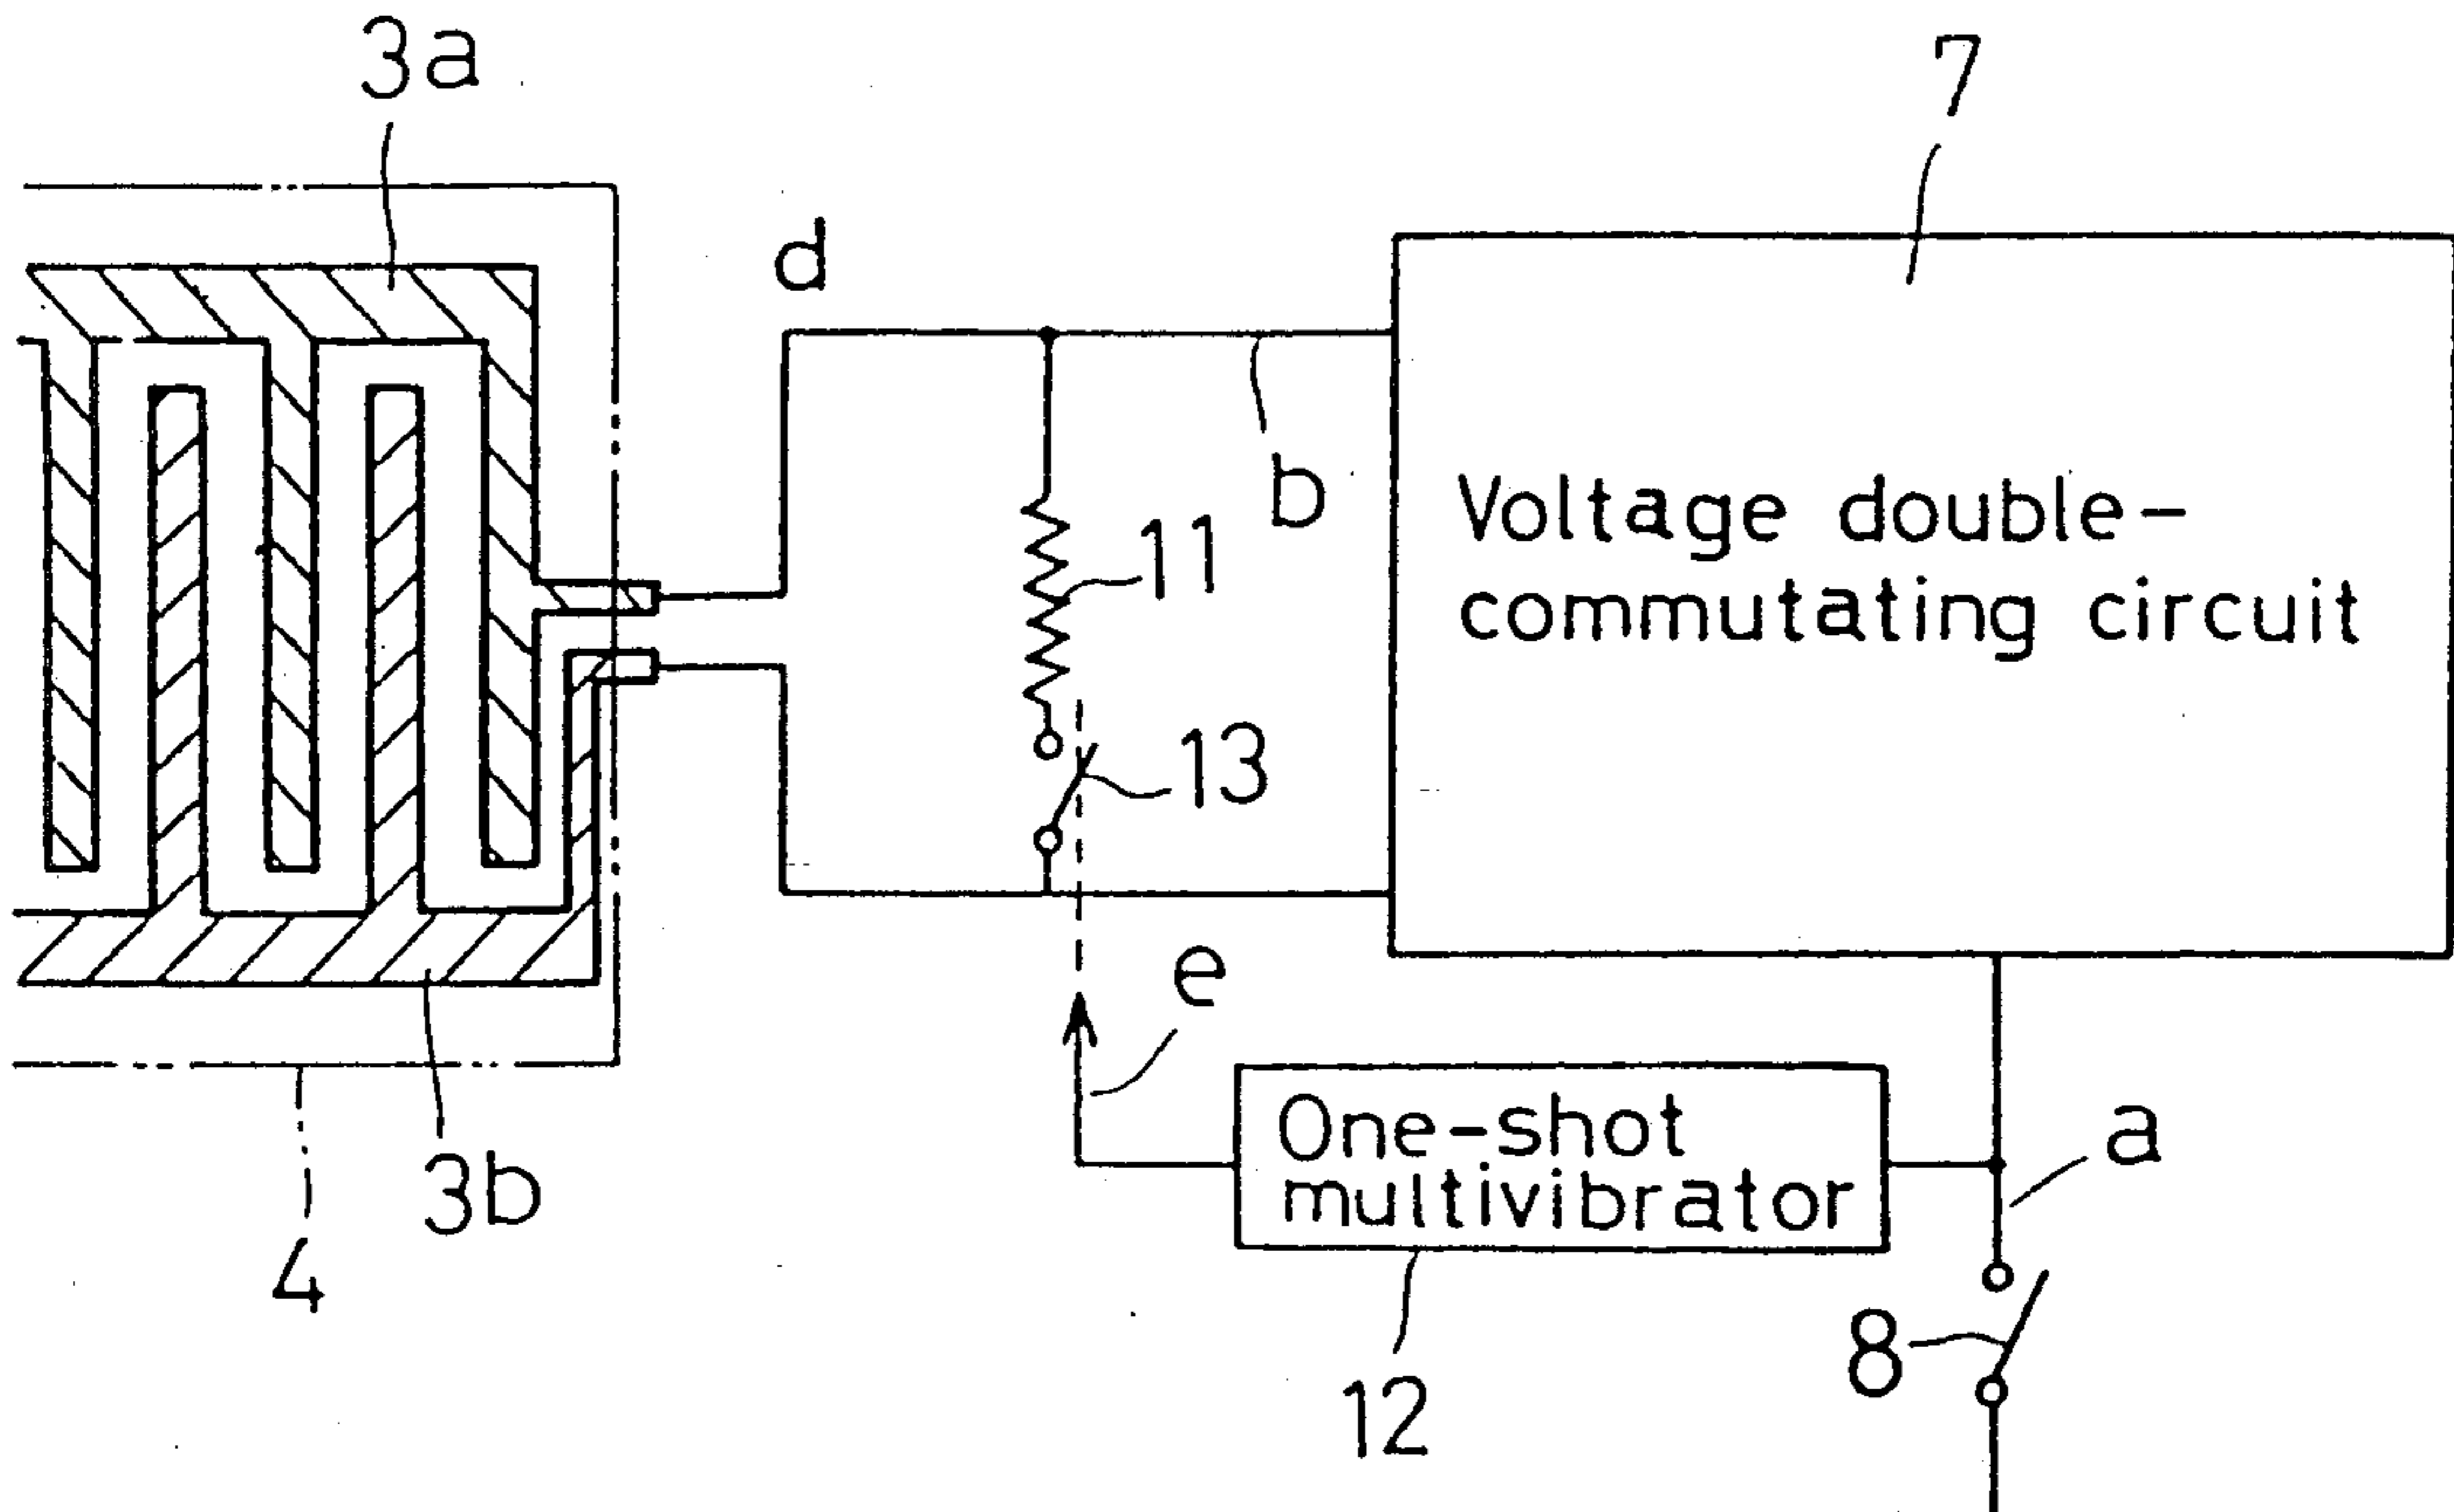 3a
7
d
b
11
Voltage double-
commutating circuit
13
e
One-shot
multivibrator
a
3b
4
8
12